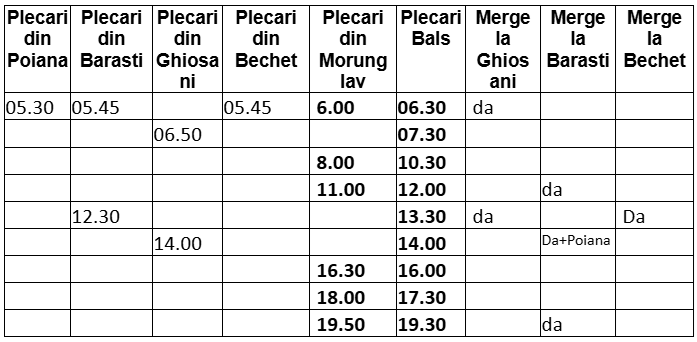 Plecari din Poiana Plecari din Barasti Plecari din Ghiosani Plecari din Bechet Plecari din Morunglav Plecari Bals Merge la Ghiosani Merge la Barasti Merge la Bechet
05.30 05.45 05.45 6.00 06.30 da
06.50 07.30
8.00 10.30
11.00 12.00 da
12.30 13.30 da Da
14.00 14.00 Da+Poiana
16.30 16.00
18.00 17.30
19.50 19.30 da